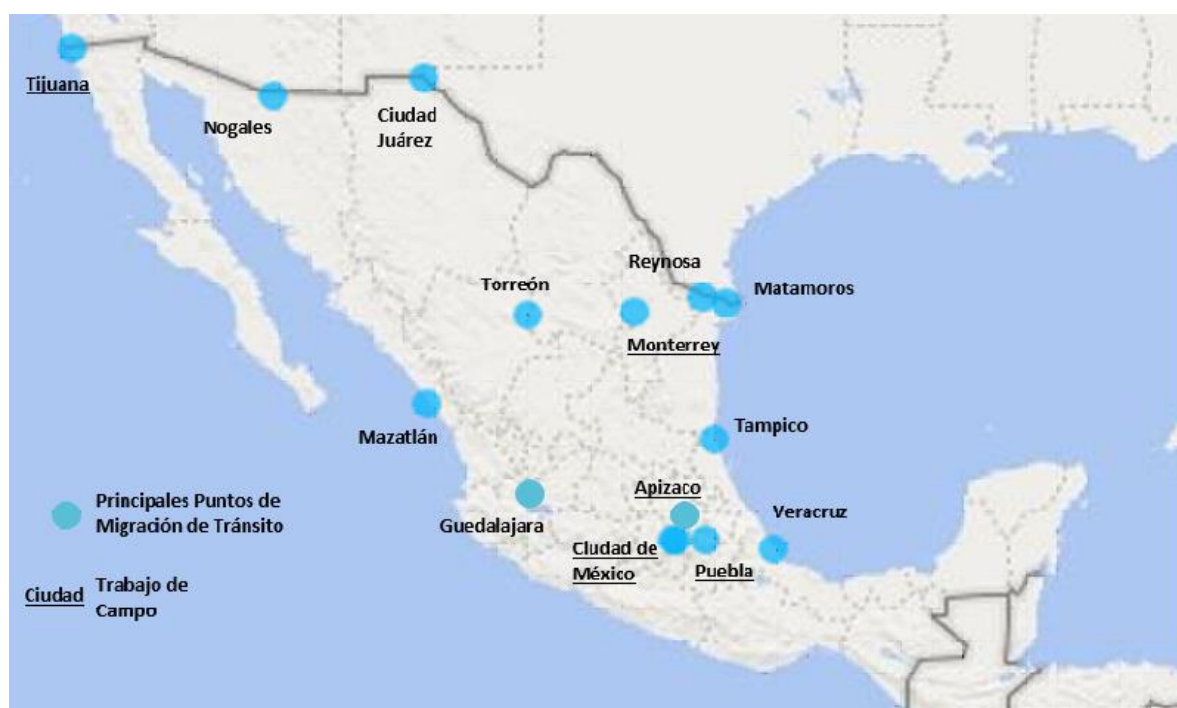 Tijuana
Nogales
Ciudad
Juárez
Reynosa
Matamoros
Torreón
Monterrey
Mazatlán
Tampico
Apizaco
Guedalajara
Veracruz
Cludad de
México
Puebla
Principales Puntos de
Migración de Tránsito
Ciudad
Trabajo de
Campo